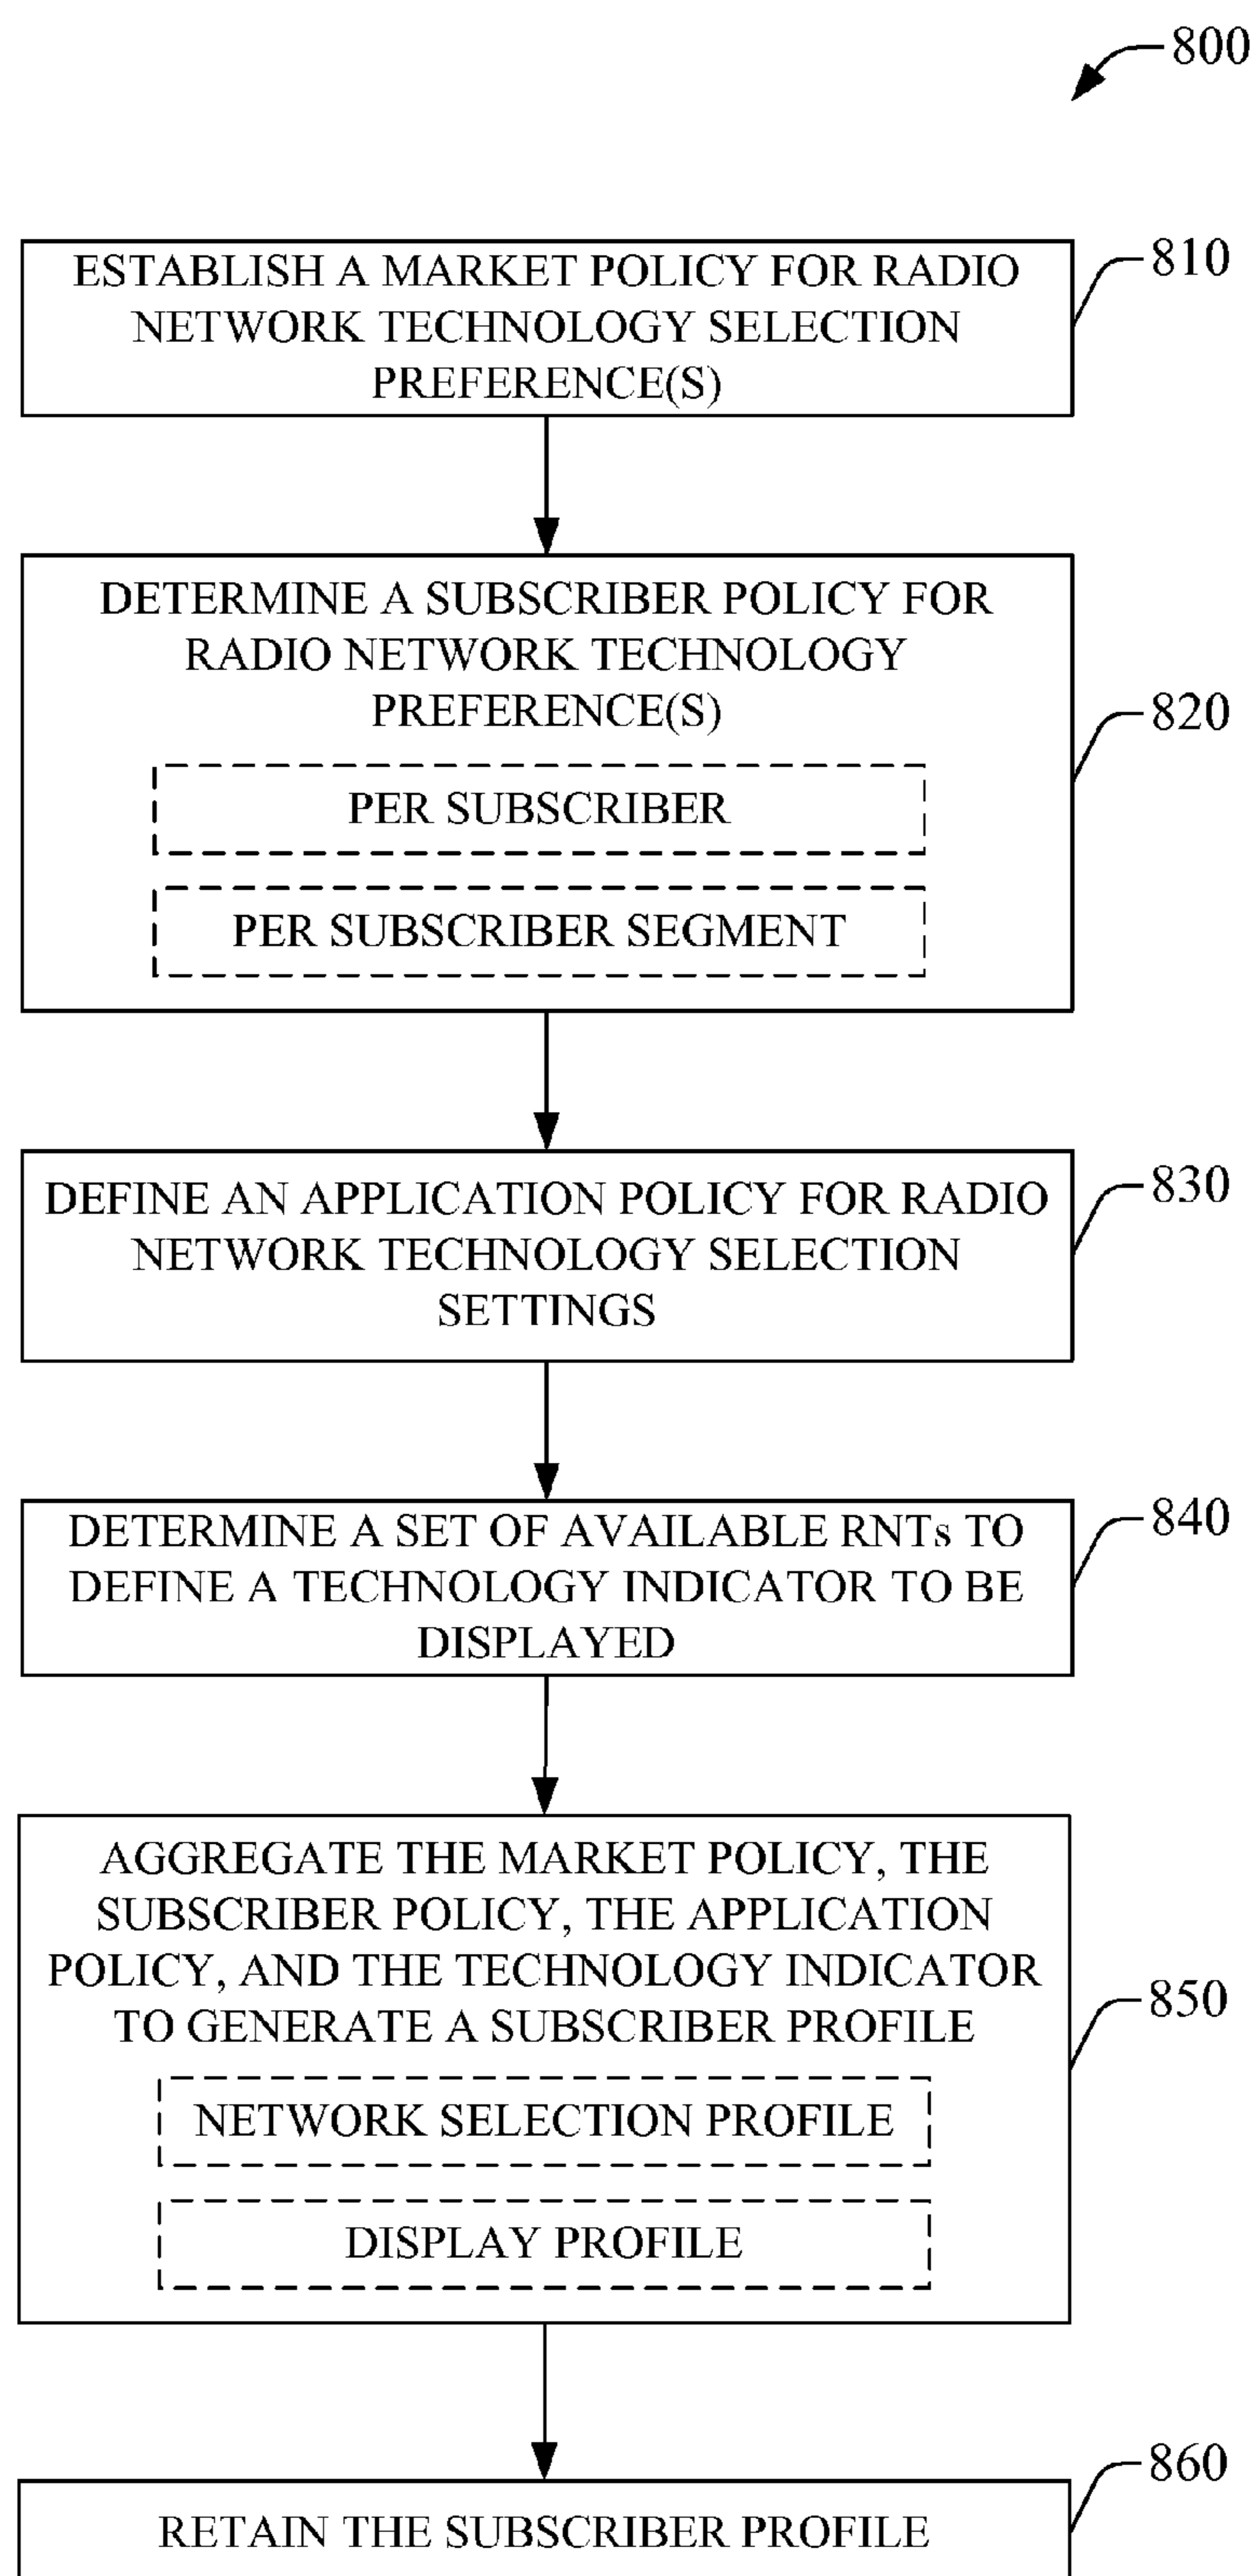 800
ESTABLISH A MARKET POLICY FOR RADIO
NETWORK TECHNOLOGY SELECTION
PREFERENCE(S)
810
DETERMINE A SUBSCRIBER POLICY FOR
RADIO NETWORK TECHNOLOGY
PREFERENCE(S)
820
PER SUBSCRIBER
PER SUBSCRIBER SEGMENT
DEFINE AN APPLICATION POLICY FOR RADIO
NETWORK TECHNOLOGY SELECTION
SETTINGS
830
DETERMINE A SET OF AVAILABLE RNTs TO
DEFINE A TECHNOLOGY INDICATOR TO BE
DISPLAYED
840
AGGREGATE THE MARKET POLICY, THE
SUBSCRIBER POLICY, THE APPLICATION
POLICY, AND THE TECHNOLOGY INDICATOR
TO GENERATE A SUBSCRIBER PROFILE
850
NETWORK SELECTION PROFILE
DISPLAY PROFILE
860
RETAIN THE SUBSCRIBER PROFILE